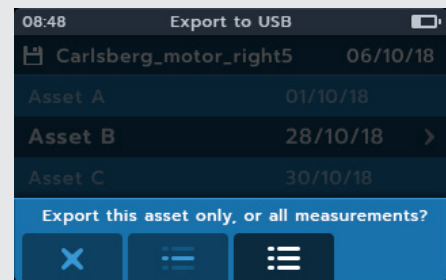 08:48 Export to USB
Carlsberg_motor_right5 06/10/18
Asset A 01/10/18
Asset B 28/10/18
Asset C 30/10/18
Export this asset only, or all measurements?